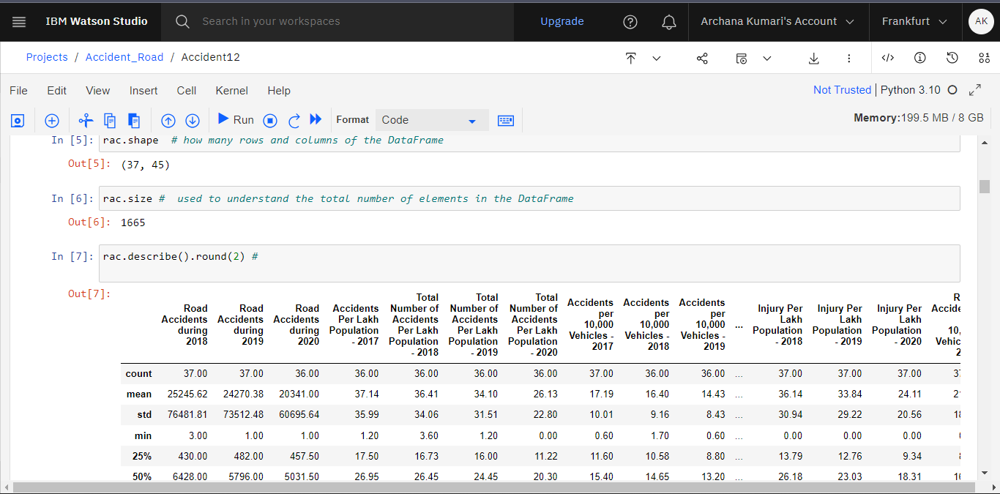 IBM Watson Studio
Search in your workspaces
Upgrade
Archana Kumari's Account
Frankfurt
AK
Projects / Accident_Road / Accident12
File Edit View Insert Cell Kernel Help
Not Trusted | Python 3.10
Run
Format
Code
Memory:199.5 MB / 8 GB
In [5]: rac.shape # how many rows and columns of the DataFrame
Out[5]: (37, 45)
In [6]: rac.size # used to understand the total number of elements in the DataFrame
Out[6]: 1665
In [7]: rac.describe().round(2) #
Out[7]:
Road Accidents during 2018
Road Accidents during 2019
Road Accidents during 2020
Accidents Per Lakh Population - 2017
Total Number of Accidents Per Lakh Population - 2018
Total Number of Accidents Per Lakh Population - 2019
Total Number of Accidents Per Lakh Population - 2020
Accidents per 10,000 Vehicles - 2017
Accidents per 10,000 Vehicles - 2018
Accidents per 10,000 Vehicles - 2019
...
Injury Per Lakh Population - 2018
Injury Per Lakh Population - 2019
Injury Per Lakh Population - 2020
count 37.00 37.00 36.00 36.00 36.00 36.00 36.00 37.00 36.00 36.00 ... 37.00 37.00 37.00
mean 25245.62 24270.38 20341.00 37.14 36.41 34.10 26.13 17.19 16.40 14.43 ... 36.14 33.84 24.11
std 76481.81 73512.48 60695.64 35.99 34.06 31.51 22.80 10.01 9.16 8.43 ... 30.94 29.22 20.56
min 3.00 1.00 1.00 1.20 3.60 1.20 0.00 0.60 1.70 0.60 ... 0.00 0.00 0.00
25% 430.00 482.00 457.50 17.50 16.73 16.00 11.22 11.60 10.58 8.80 ... 13.79 12.76 9.34
50% 6428.00 5796.00 5031.50 26.95 26.45 24.45 20.30 15.40 14.65 13.20 ... 26.18 23.03 18.31